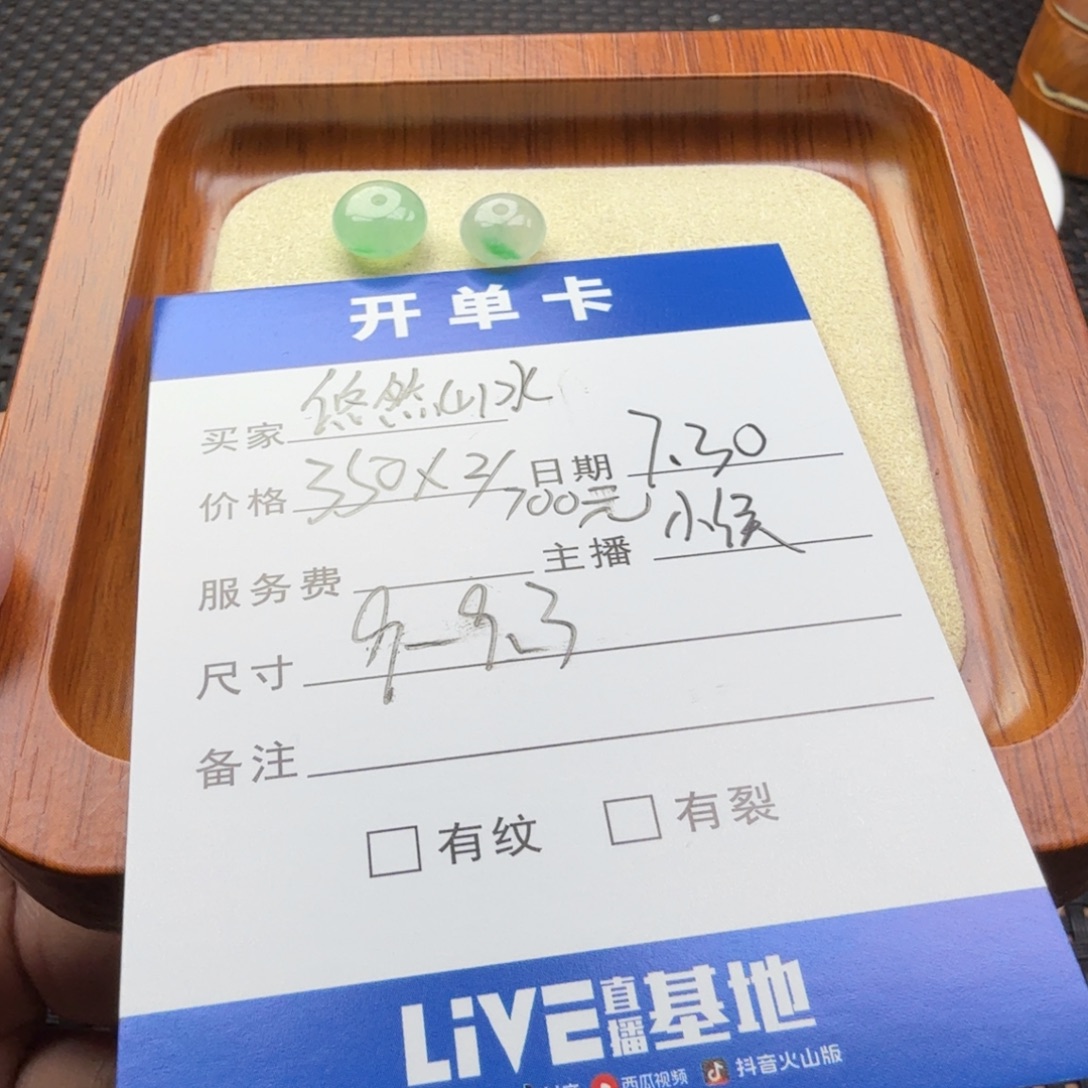 开单卡
买家 悠然山水
价格 350×2/700元 日期 7.30
服务费 主播 小侯
尺寸 9-9.3
备注
有纹 有裂
LiVE直播基地
西瓜视频 抖音火山版